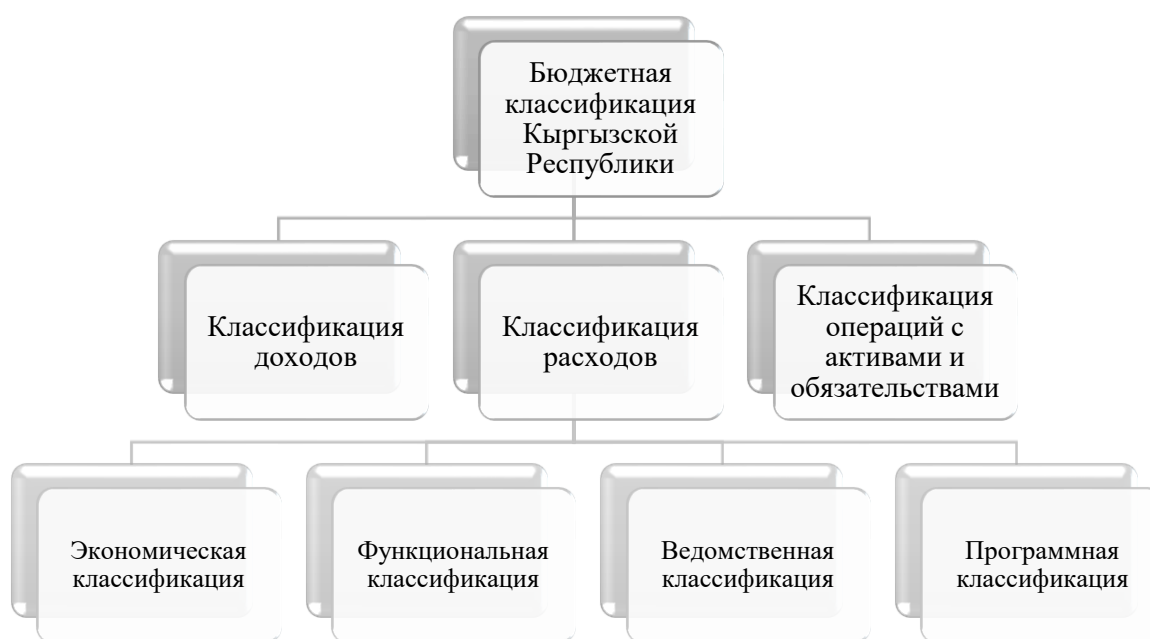 Бюджетная
классификация
Кыргызской
Республики
Классификация
доходов
Классификация
расходов
Классификация
операций с
активами и
обязательствами
Экономическая
классификация
Функциональная
классификация
Ведомственная
классификация
Программная
классификация